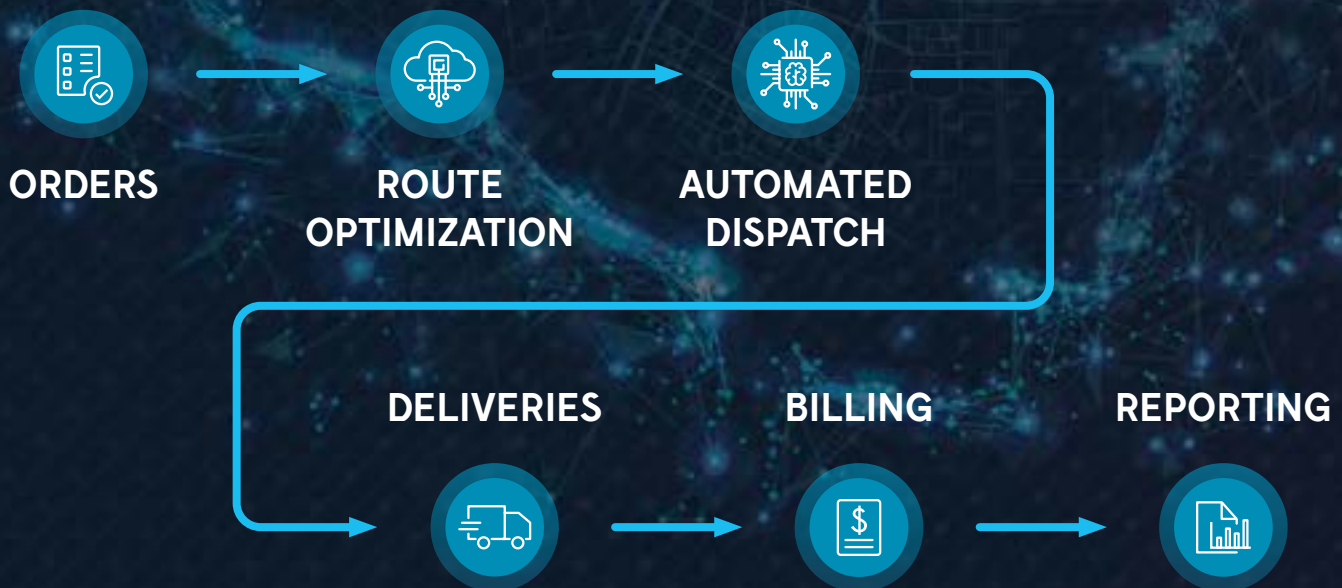 ORDERS
ROUTE
OPTIMIZATION
AUTOMATED
DISPATCH
DELIVERIES
BILLING
REPORTING
$